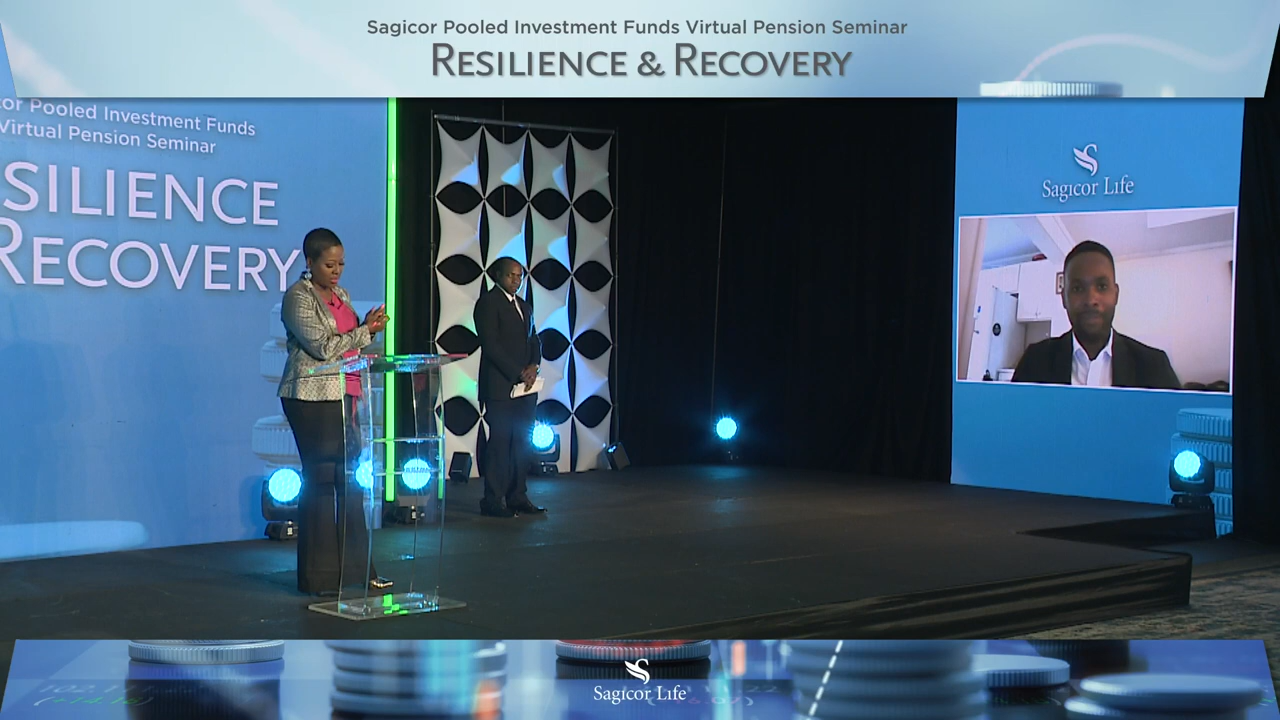 Sagicor Pooled Investment Funds Virtual Pension Seminar
RESILIENCE & RECOVERY
cor Pooled Investment Funds
Virtual Pension Seminar
SILIENCE
RECOVERY
Sagicor Life
Sagicor Life